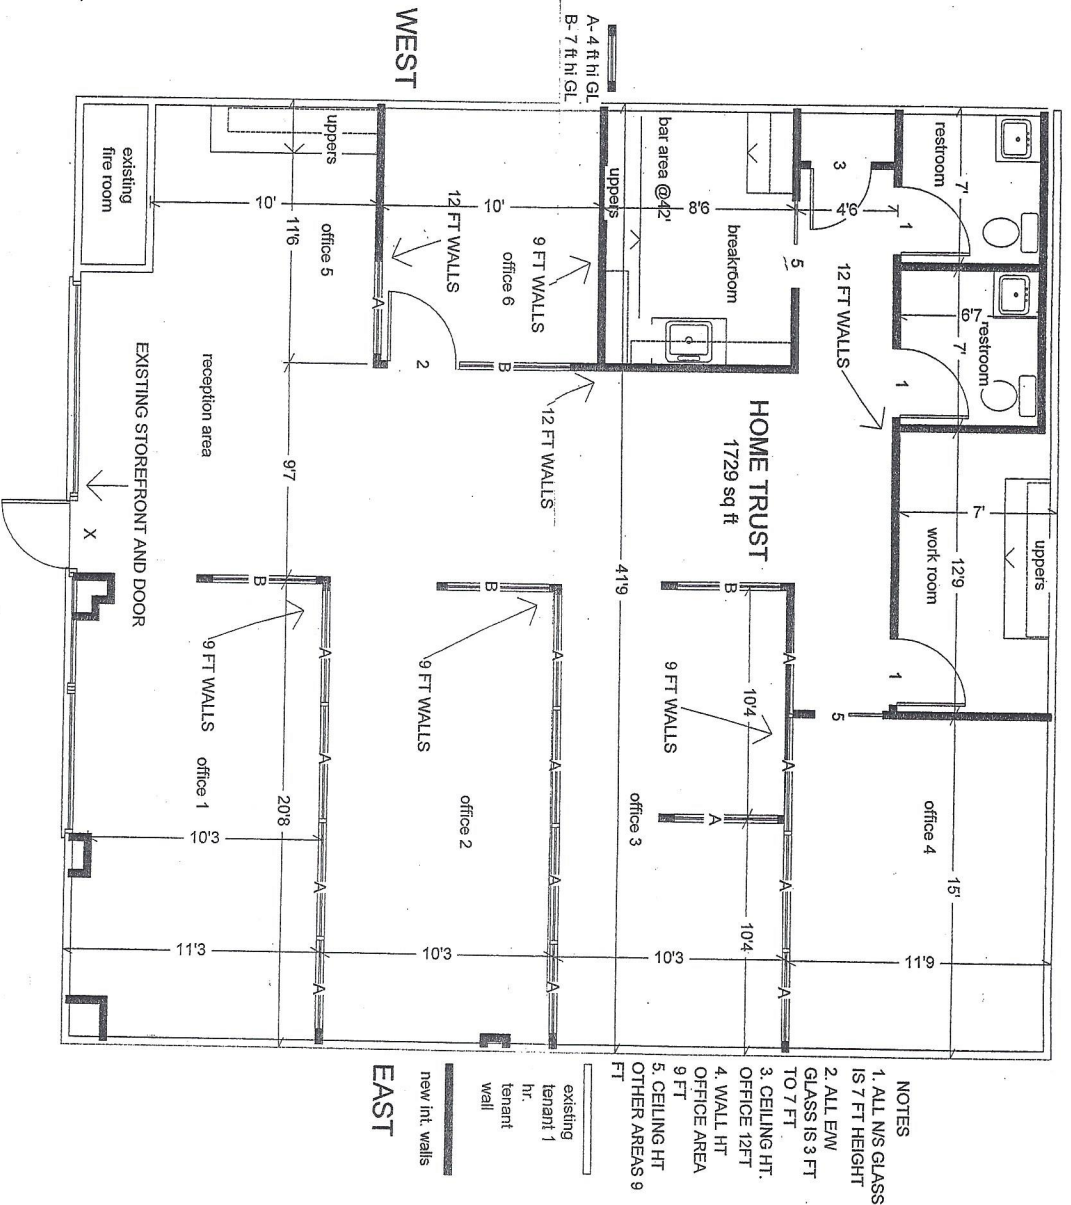 WEST
A- 4 ft hi GL
B- 7 ft hi GL
existing
fire room
uppers
10'
11'6
office 5
12 FT WALLS
10'
office 6
9 FT WALLS
A
2
B
uppers
bar area @42'
8'6
breakroom
3
4'6
5
restroom
7'
1
12 FT WALLS
6'7
7'
restroom
1
reception area
EXISTING STOREFRONT AND DOOR
X
9'7
12 FT WALLS
HOME TRUST
1729 sq ft
41'9
7'
work room
12'9
uppers
1
5
B
B
B
9 FT WALLS
9 FT WALLS
9 FT WALLS
A
A
A
A
A
A
A
A
A
A
A
A
A
10'4
10'4
office 1
office 2
office 3
office 4
20'8
10'3
11'3
10'3
10'3
11'9
15'
EAST
new int. walls
existing
tenant 1
hr.
tenant
wall
NOTES
1. ALL N/S GLASS
IS 7 FT HEIGHT
2. ALL E/W
GLASS IS 3 FT
TO 7 FT
3. CEILING HT.
OFFICE 12FT
4. WALL HT
OFFICE AREA
9 FT
5. CEILING HT
OTHER AREAS 9
FT